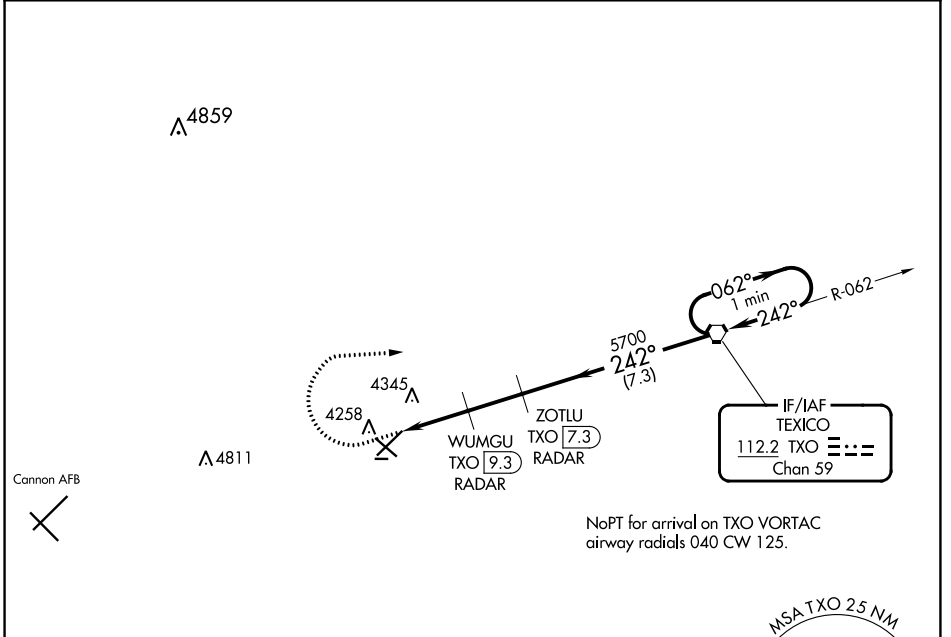 4859
062°
1 min
242°
R-062
5700
242°
(7.3)
4345
4258
4811
WUMGU
TXO 9.3
RADAR
ZOTLU
TXO 7.3
RADAR
IF/IAF
TEXICO
112.2 TXO
Chan 59
Cannon AFB
NoPT for arrival on TXO VORTAC
airway radials 040 CW 125.
MSA TXO 25 NM